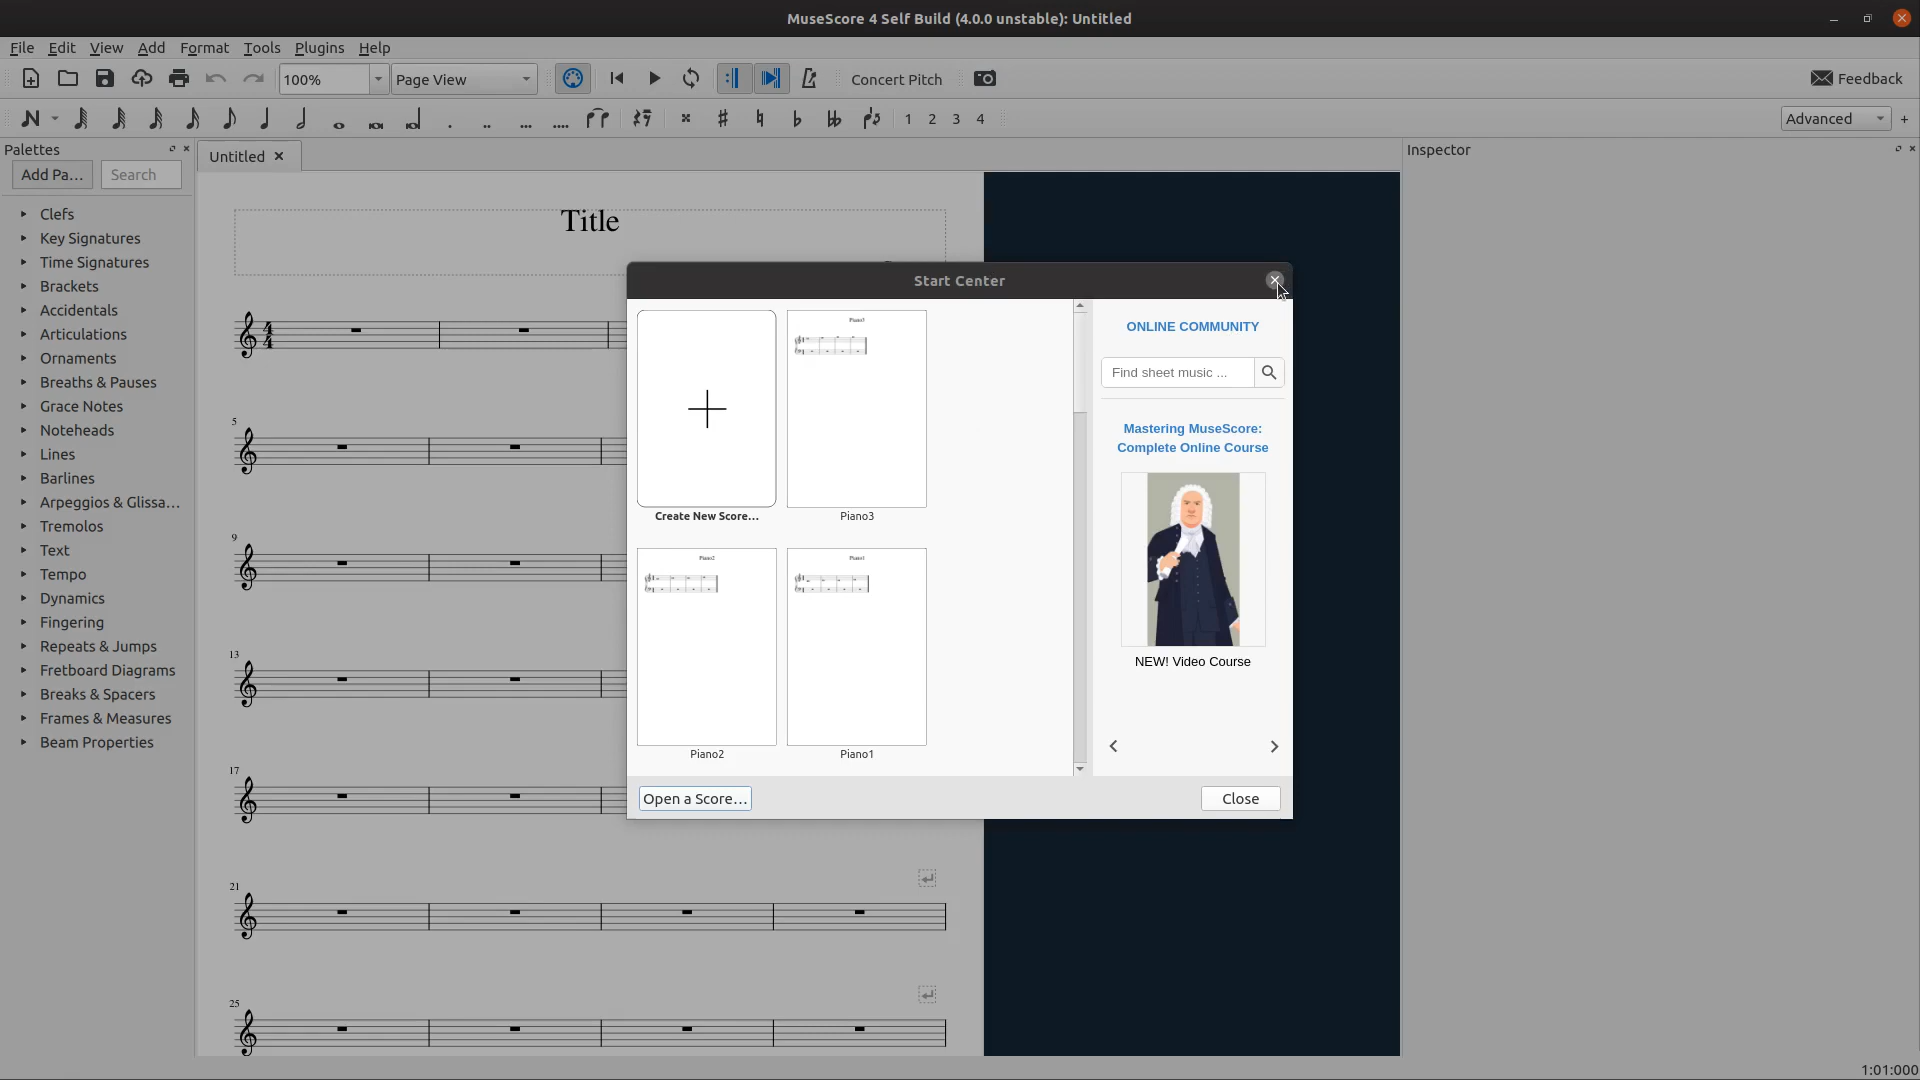 MuseScore 4 Self Build (4.0.0 unstable): Untitled
File Edit View Add Format Tools Plugins Help
100% Page View Concert Pitch Feedback
1 2 3 4 Advanced +
Palettes
Add Pa... Search
Clefs
Key Signatures
Time Signatures
Brackets
Accidentals
Articulations
Ornaments
Breaths & Pauses
Grace Notes
Noteheads
Lines
Barlines
Arpeggios & Glissa...
Tremolos
Text
Tempo
Dynamics
Fingering
Repeats & Jumps
Fretboard Diagrams
Breaks & Spacers
Frames & Measures
Beam Properties
Untitled
Title
5
9
13
17
21
25
Start Center
Piano3
Create New Score...
Piano3
Piano2
Piano1
Piano2
Piano1
ONLINE COMMUNITY
Find sheet music ...
Mastering MuseScore:
Complete Online Course
NEW! Video Course
Open a Score...
Close
Inspector
1:01:000